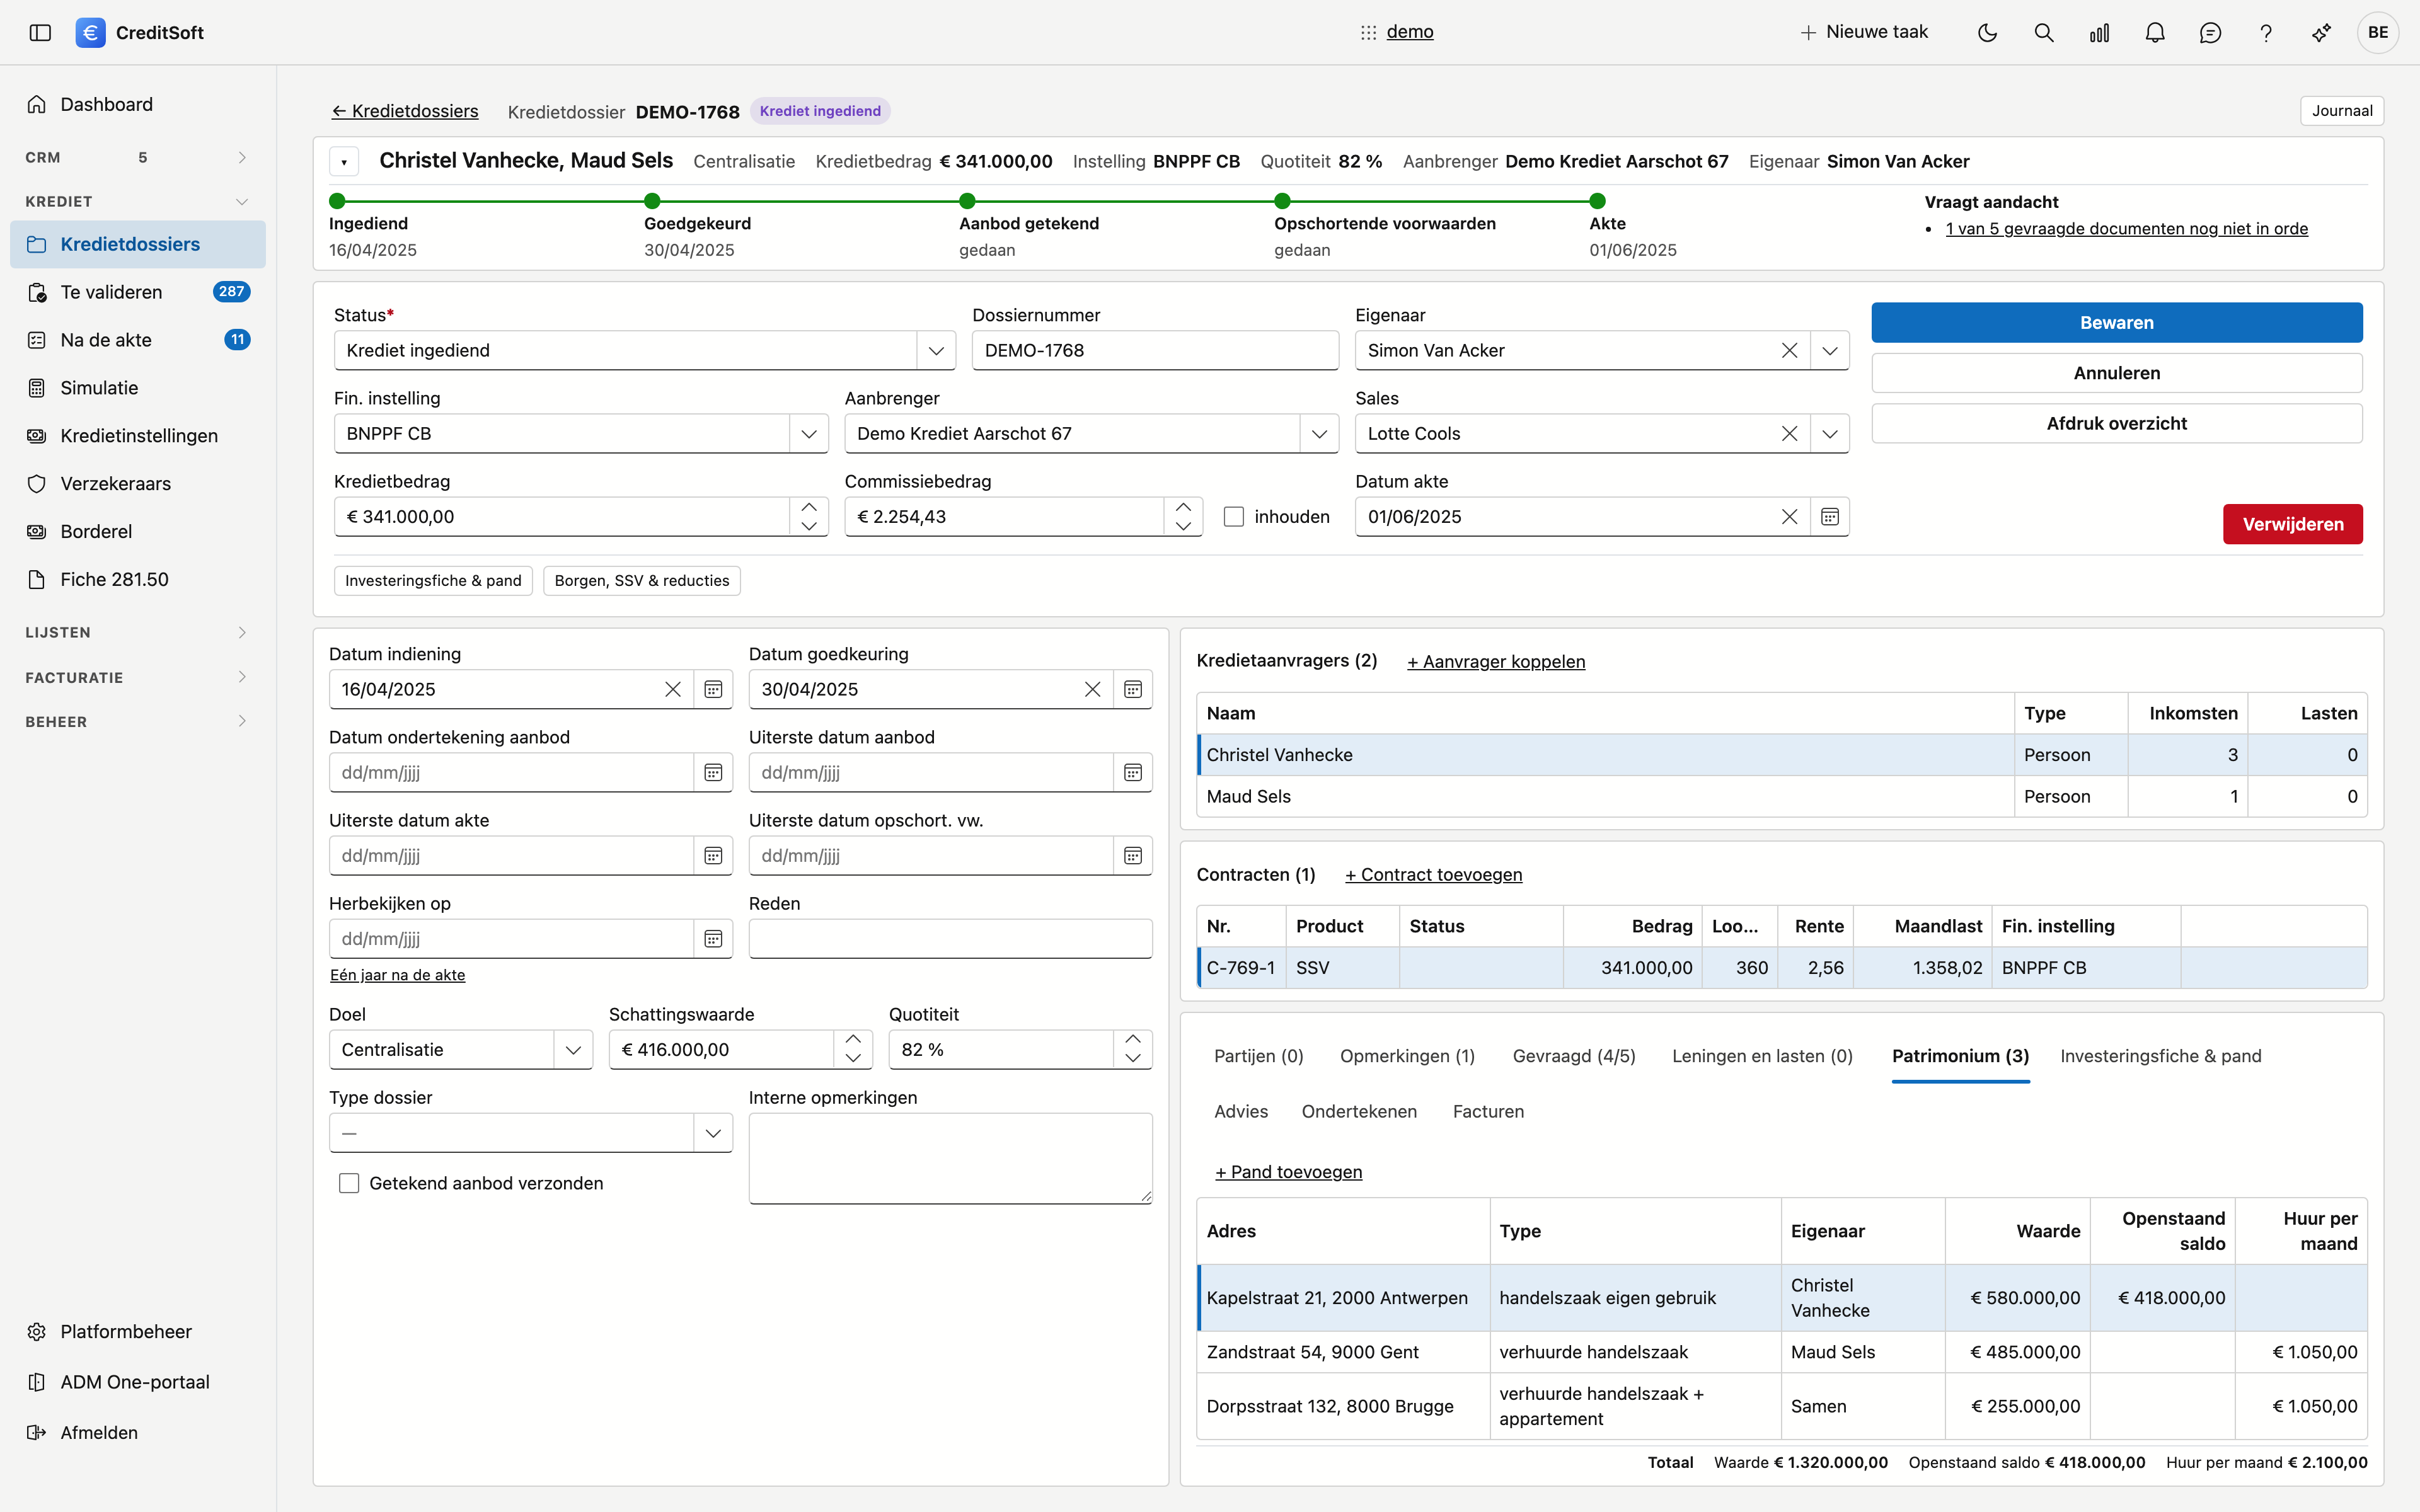 CreditSoft
demo
Nieuwe taak
BE
Dashboard
CRM 5
KREDIET
Kredietdossiers
Te valideren 287
Na de akte 11
Simulatie
Kredietinstellingen
Verzekeraars
Borderel
Fiche 281.50
LIJSTEN
FACTURATIE
BEHEER
Platformbeheer
ADM One-portaal
Afmelden
← Kredietdossiers Kredietdossier DEMO-1768 Krediet ingediend
Journaal
Christel Vanhecke, Maud Sels Centralisatie Kredietbedrag € 341.000,00 Instelling BNPPF CB Quotiteit 82 % Aanbrenger Demo Krediet Aarschot 67 Eigenaar Simon Van Acker
Ingediend Goedgekeurd Aanbod getekend Opschortende voorwaarden Akte
16/04/2025 30/04/2025 gedaan gedaan 01/06/2025
Vraagt aandacht
• 1 van 5 gevraagde documenten nog niet in orde
Status* Dossiernummer Eigenaar
Krediet ingediend DEMO-1768 Simon Van Acker
Fin. instelling Aanbrenger Sales
BNPPF CB Demo Krediet Aarschot 67 Lotte Cools
Kredietbedrag Commissiebedrag Datum akte
€ 341.000,00 € 2.254,43 inhouden 01/06/2025
Bewaren
Annuleren
Afdruk overzicht
Verwijderen
Investeringsfiche & pand Borgen, SSV & reducties
Datum indiening Datum goedkeuring
16/04/2025 30/04/2025
Datum ondertekening aanbod Uiterste datum aanbod
dd/mm/jjjj dd/mm/jjjj
Uiterste datum akte Uiterste datum opschort. vw.
dd/mm/jjjj dd/mm/jjjj
Herbekijken op Reden
dd/mm/jjjj
Eén jaar na de akte
Doel Schattingswaarde Quotiteit
Centralisatie € 416.000,00 82 %
Type dossier Interne opmerkingen
—
Getekend aanbod verzonden
Kredietaanvragers (2) + Aanvrager koppelen
Naam Type Inkomsten Lasten
Christel Vanhecke Persoon 3 0
Maud Sels Persoon 1 0
Contracten (1) + Contract toevoegen
Nr. Product Status Bedrag Loo... Rente Maandlast Fin. instelling
C-769-1 SSV 341.000,00 360 2,56 1.358,02 BNPPF CB
Partijen (0) Opmerkingen (1) Gevraagd (4/5) Leningen en lasten (0) Patrimonium (3) Investeringsfiche & pand
Advies Ondertekenen Facturen
+ Pand toevoegen
Adres Type Eigenaar Waarde Openstaand saldo Huur per maand
Kapelstraat 21, 2000 Antwerpen handelszaak eigen gebruik Christel Vanhecke € 580.000,00 € 418.000,00
Zandstraat 54, 9000 Gent verhuurde handelszaak Maud Sels € 485.000,00 € 1.050,00
Dorpsstraat 132, 8000 Brugge verhuurde handelszaak + appartement Samen € 255.000,00 € 1.050,00
Totaal Waarde € 1.320.000,00 Openstaand saldo € 418.000,00 Huur per maand € 2.100,00